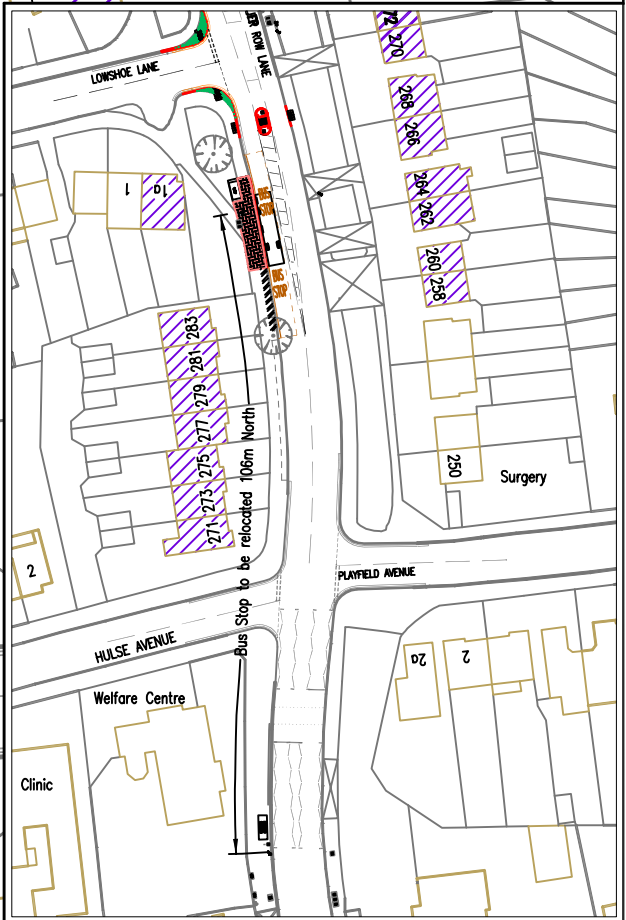 LOWSHOE LANE
ER ROW LANE
72
270
268
266
264
262
260
258
1
1a
BUS
STOP
BUS
STOP
283
281
279
277
275
273
271
250
Surgery
Bus Stop to be relocated 106m North
2
PLAYFIELD AVENUE
HULSE AVENUE
2a
2
Welfare Centre
Clinic